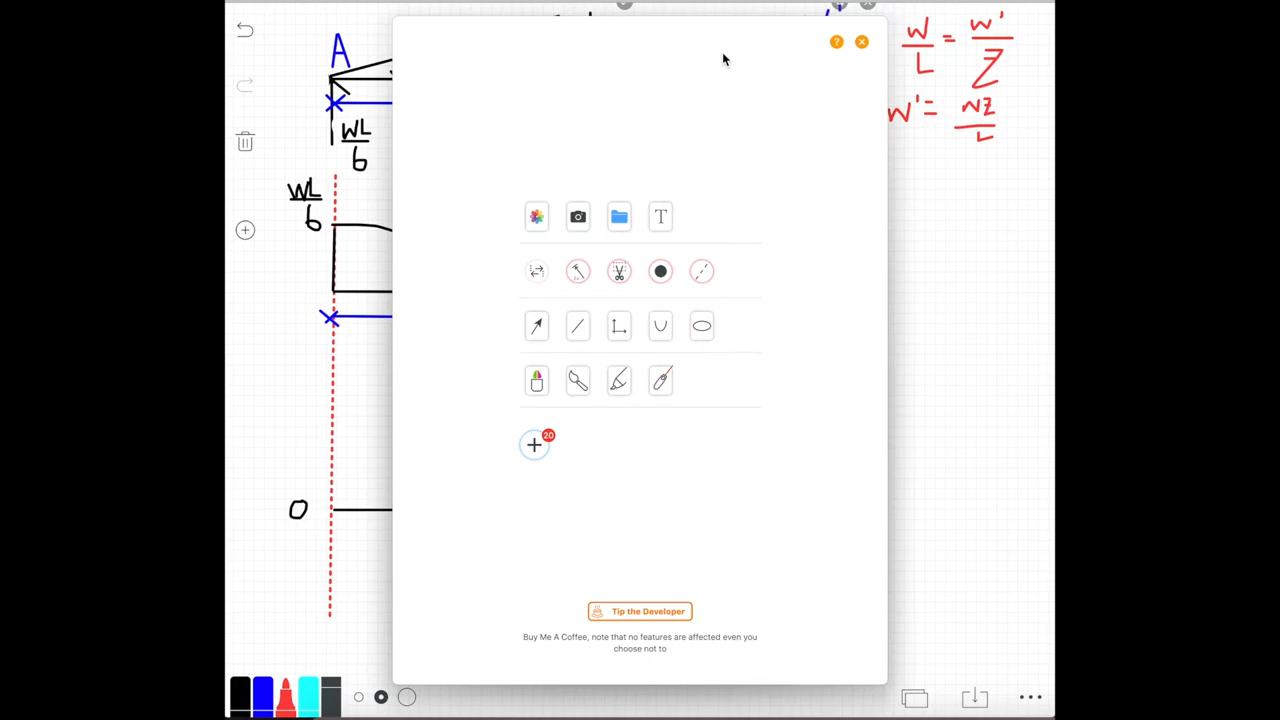 A
W/L = W'/Z
W' = WZ/L
WL/6
WL/6
T
20
0
Tip the Developer
Buy Me A Coffee, note that no features are affected even you
choose not to